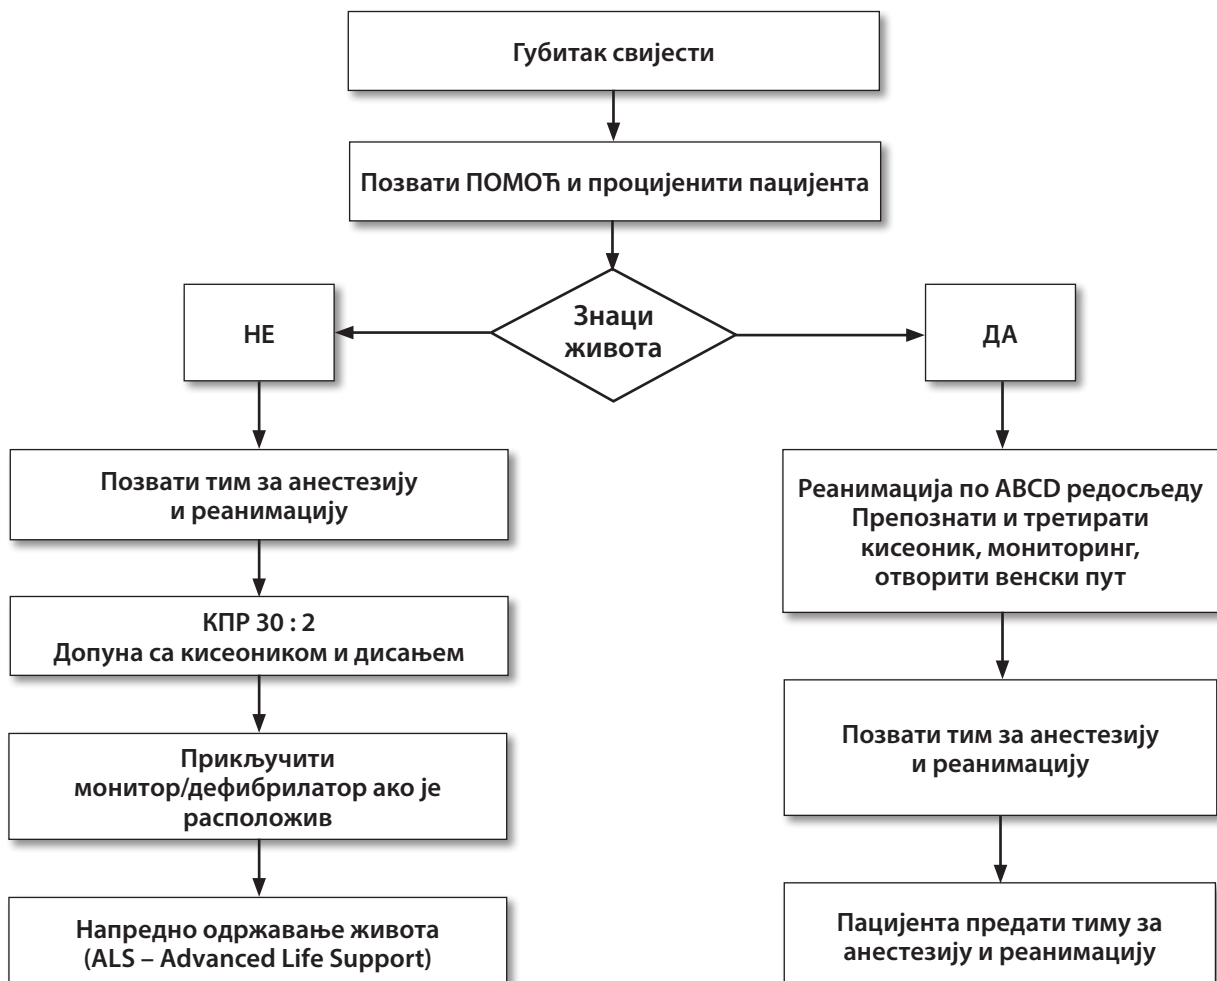 Губитак свијести
Позвати ПОМОЋ и процијенити пацијента
Знаци
живота
НЕ
ДА
Позвати тим за анестезију
и реанимацију
КПР 30 : 2
Допуна са кисеоником и дисањем
Прикључити
монитор/дефибрилатор ако је
расположив
Напредно одржавање живота
(ALS – Advanced Life Support)
Реанимација по ABCD редосљеду
Препознати и третирати
кисеоник, мониторинг,
отворити венски пут
Позвати тим за анестезију
и реанимацију
Пацијента предати тиму за
анестезију и реанимацију